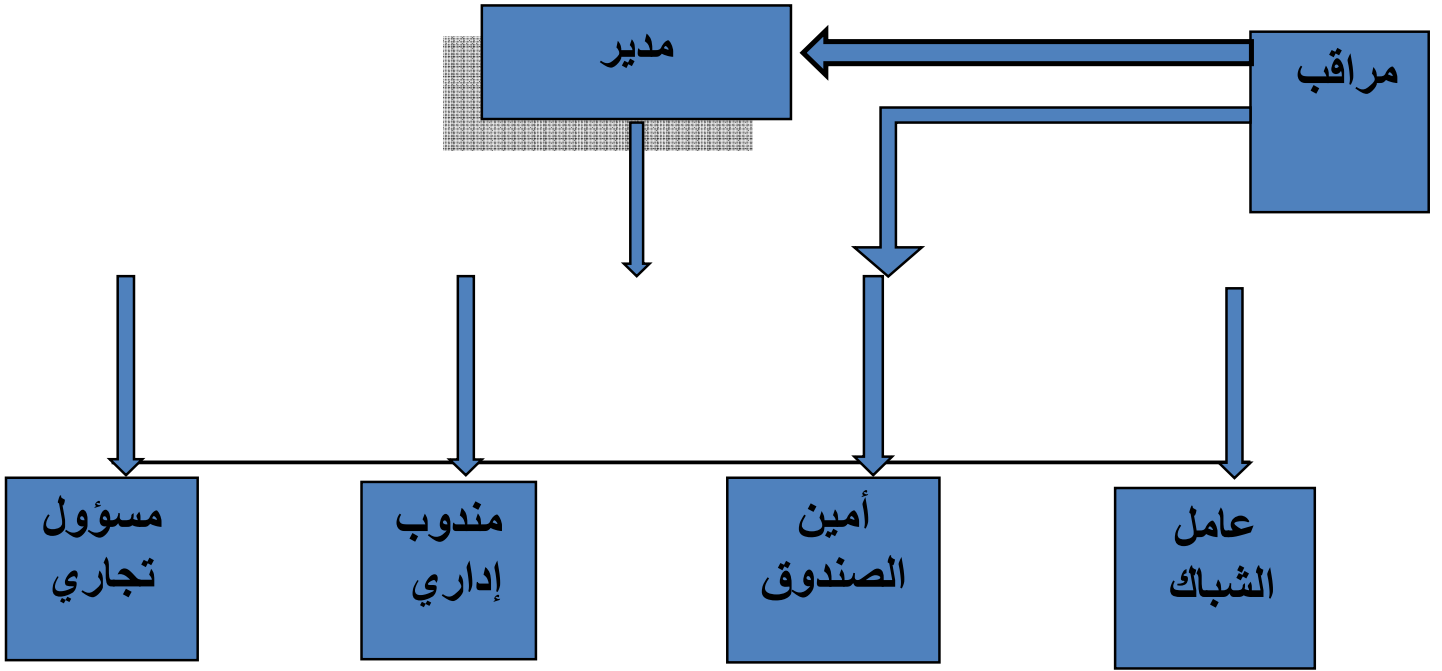 مدير
مراقب
عامل
الشباك
أمين
الصندوق
مندوب
إداري
مسؤول
تجاري